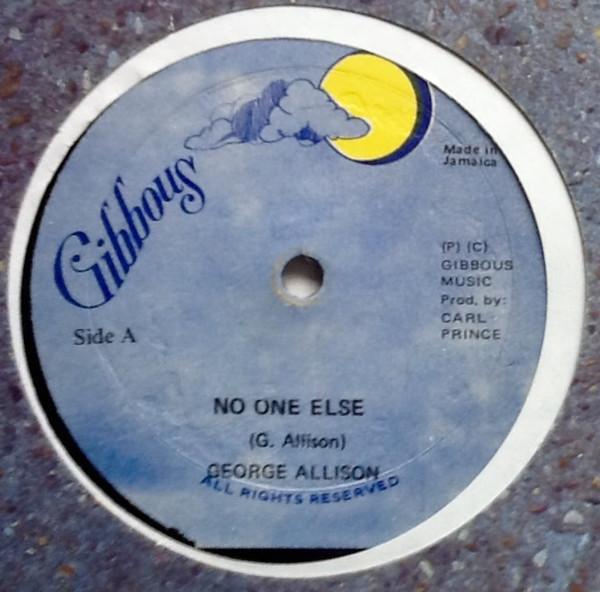 Gibbous
Made in
Jamaica
(P) (C)
GIBBOUS
MUSIC
Prod. by:
CARL
PRINCE
Side A
NO ONE ELSE
(G. Allison)
GEORGE ALLISON
ALL RIGHTS RESERVED